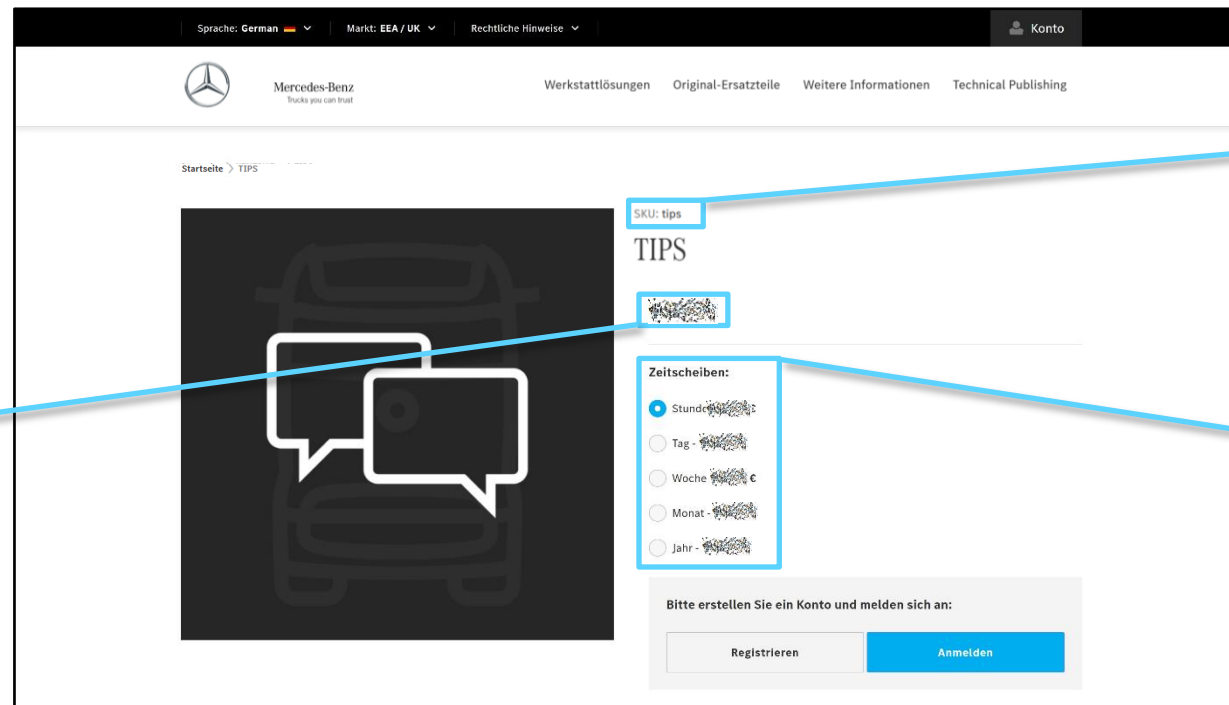 Sprache: German
Markt: EEA / UK
Rechtliche Hinweise
Konto
Mercedes-Benz
Trucks you can trust
Werkstattlösungen
Original-Ersatzteile
Weitere Informationen
Technical Publishing
Startseite > TIPS
SKU: tips
TIPS
Zeitscheiben:
Stunde
Tag -
Woche €
Monat -
Jahr -
Bitte erstellen Sie ein Konto und melden sich an:
Registrieren
Anmelden